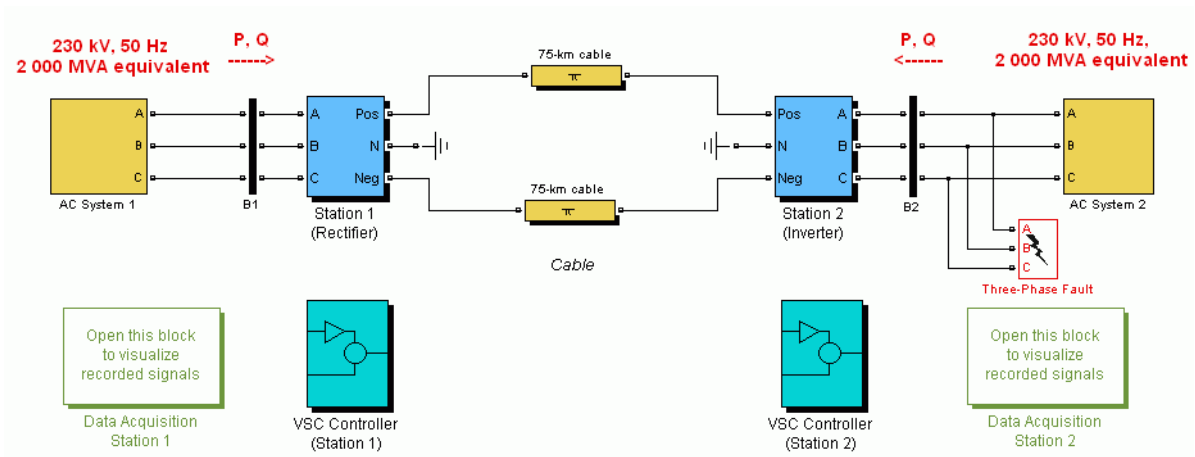 230 kV, 50 Hz
2 000 MVA equivalent
P, Q
------>
75-km cable
P, Q
<------
230 kV, 50 Hz,
2 000 MVA equivalent
A
B
C
AC System 1
B1
A
B
C
Pos
N
Neg
Station 1
(Rectifier)
75-km cable
Cable
Pos
N
Neg
A
B
C
Station 2
(Inverter)
B2
A
B
C
AC System 2
A
B
C
Three-Phase Fault
Open this block
to visualize
recorded signals
Data Acquisition
Station 1
VSC Controller
(Station 1)
VSC Controller
(Station 2)
Open this block
to visualize
recorded signals
Data Acquisition
Station 2